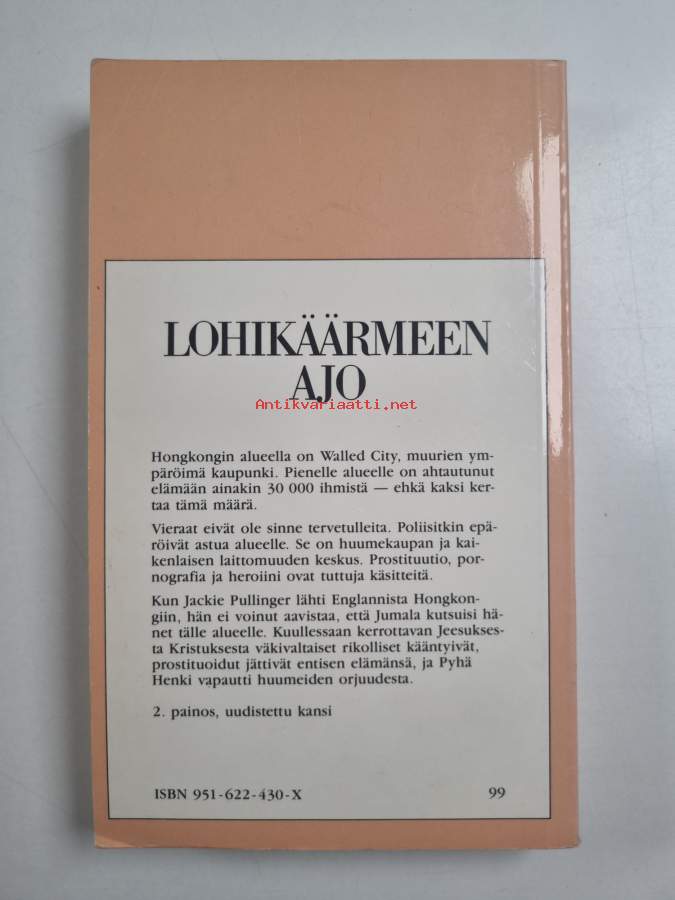 LOHIKÄÄRMEEN
AJO
Antikvariaatti.net
Hongkongin alueella on Walled City, muurien ym-
päröimä kaupunki. Pienelle alueelle on ahtautunut
elämään ainakin 30 000 ihmistä — ehkä kaksi ker-
taa tämä määrä.
Vieraat eivät ole sinne tervetulleita. Poliisitkin epä-
röivät astua alueelle. Se on huumekaupan ja kai-
kenlaisen laittomuuden keskus. Prostituutio, por-
nografia ja heroiini ovat tuttuja käsitteitä.
Kun Jackie Pullinger lähti Englannista Hongkon-
giin, hän ei voinut aavistaa, että Jumala kutsuisi hä-
net tälle alueelle. Kuullessaan kerrottavan Jeesukses-
ta Kristuksesta väkivaltaiset rikolliset kääntyivät,
prostituoidut jättivät entisen elämänsä, ja Pyhä
Henki vapautti huumeiden orjuudesta.
2. painos, uudistettu kansi
ISBN 951-622-430-X 99